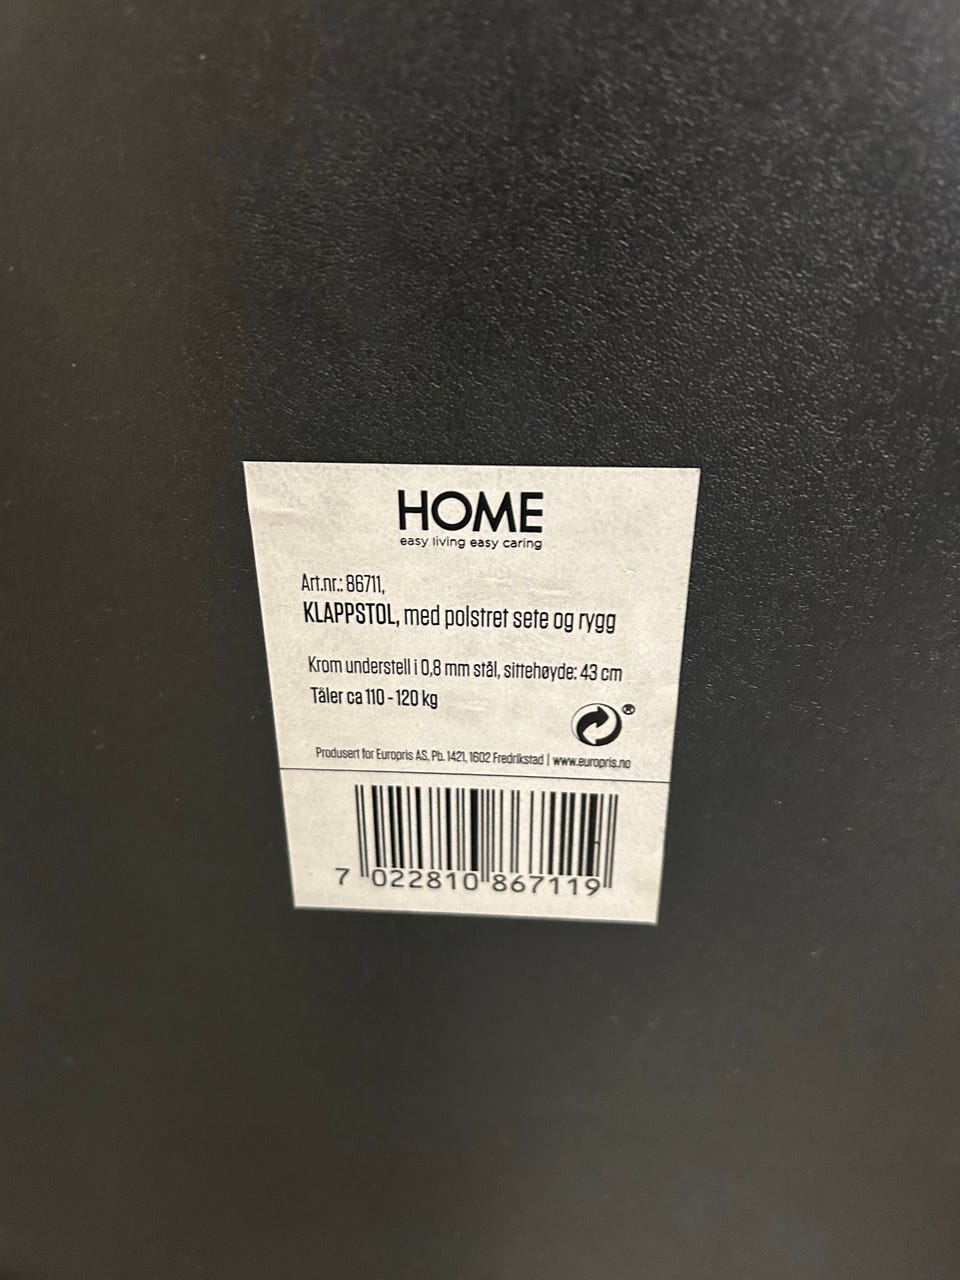 HOME
easy living easy caring
Art.nr.: 86711,
KLAPPSTOL, med polstret sete og rygg
Krom understell i 0,8 mm stål, sittehøyde: 43 cm
Tåler ca 110 - 120 kg
®
Produsert for Europris AS, Pb. 1421, 1602 Fredrikstad | www.europris.no
7 022810 867119